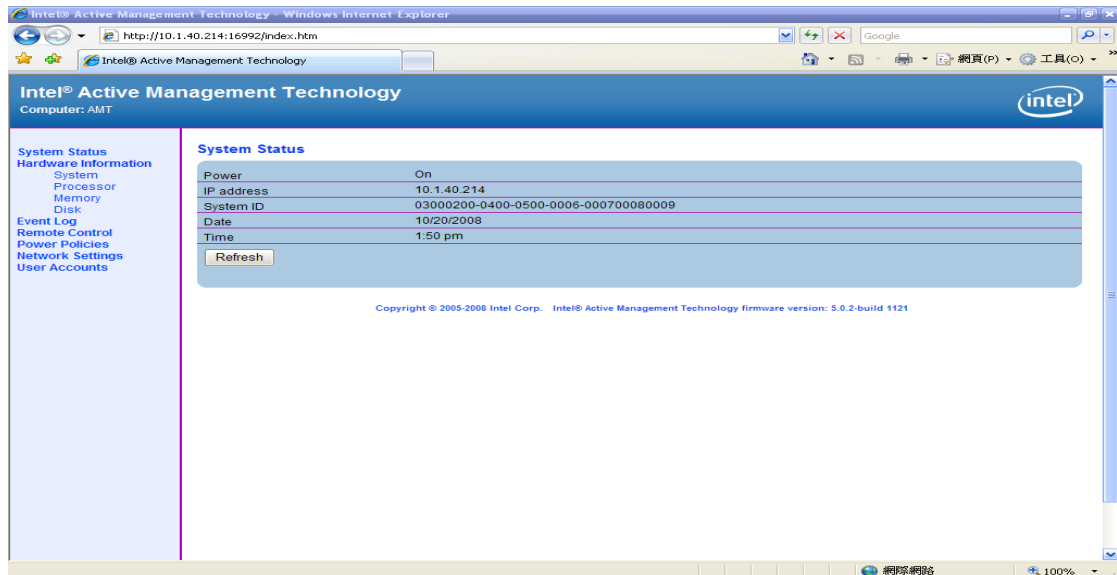 Intel® Active Management Technology - Windows Internet Explorer
http://10.1.40.214:16992/index.htm
Google
Intel® Active Management Technology
網頁(P)
工具(O)
Intel® Active Management Technology
Computer: AMT
intel
System Status
Hardware Information
System
Processor
Memory
Disk
Event Log
Remote Control
Power Policies
Network Settings
User Accounts
System Status
Power On
IP address 10.1.40.214
System ID 03000200-0400-0500-0006-000700080009
Date 10/20/2008
Time 1:50 pm
Refresh
Copyright © 2005-2008 Intel Corp. Intel® Active Management Technology firmware version: 5.0.2-build 1121
網際網路
100%